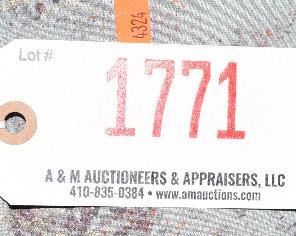 4324
Lot #
1771
A & M AUCTIONEERS & APPRAISERS, LLC
410-835-0384 • www.amauctions.com